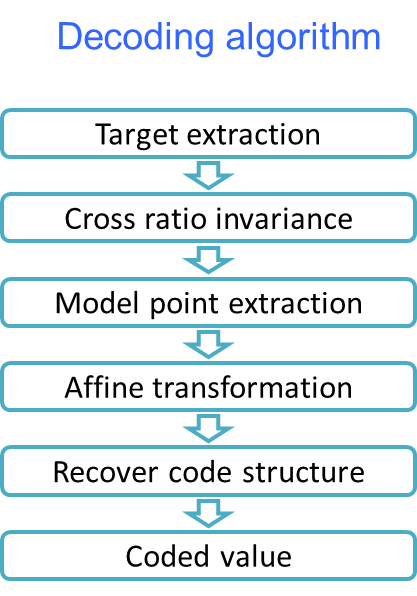 Decoding algorithm
Target extraction
Cross ratio invariance
Model point extraction
Affine transformation
Recover code structure
Coded value